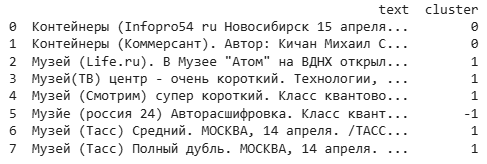 text cluster
0 Контейнеры (Infopro54 ru Новосибирск 15 апреля... 0
1 Контейнеры (Коммерсант). Автор: Кичан Михаил С... 0
2 Музей (Life.ru). В Музее "Атом" на ВДНХ открыл... 1
3 Музей(ТВ) центр - очень короткий. Технологии, ... 1
4 Музей (Смотрим) супер короткий. Класс квантово... 1
5 Музйе (россия 24) Авторасшифровка. Класс квант... -1
6 Музей (Тасс) Средний. МОСКВА, 14 апреля. /ТАСС... 1
7 Музей (Тасс) Полный дубль. МОСКВА, 14 апреля. ... 1